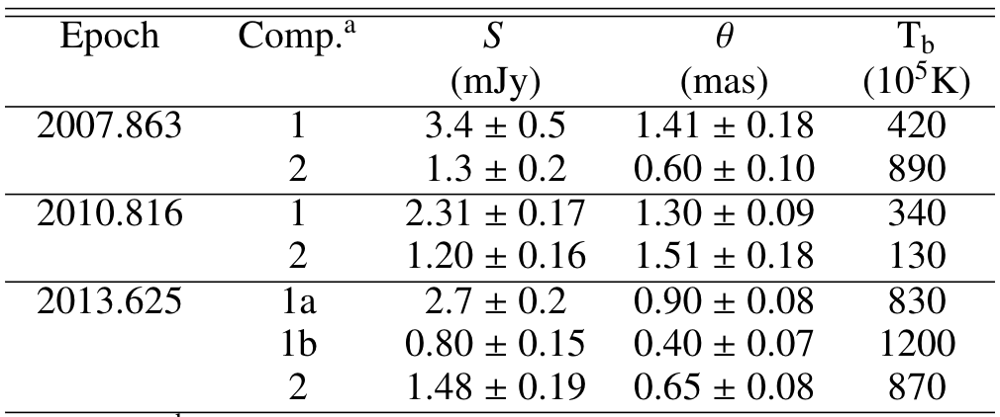 Epoch Comp.ᵃ S θ T_b
(mJy) (mas) (10⁵K)
2007.863 1 3.4 ± 0.5 1.41 ± 0.18 420
2 1.3 ± 0.2 0.60 ± 0.10 890
2010.816 1 2.31 ± 0.17 1.30 ± 0.09 340
2 1.20 ± 0.16 1.51 ± 0.18 130
2013.625 1a 2.7 ± 0.2 0.90 ± 0.08 830
1b 0.80 ± 0.15 0.40 ± 0.07 1200
2 1.48 ± 0.19 0.65 ± 0.08 870